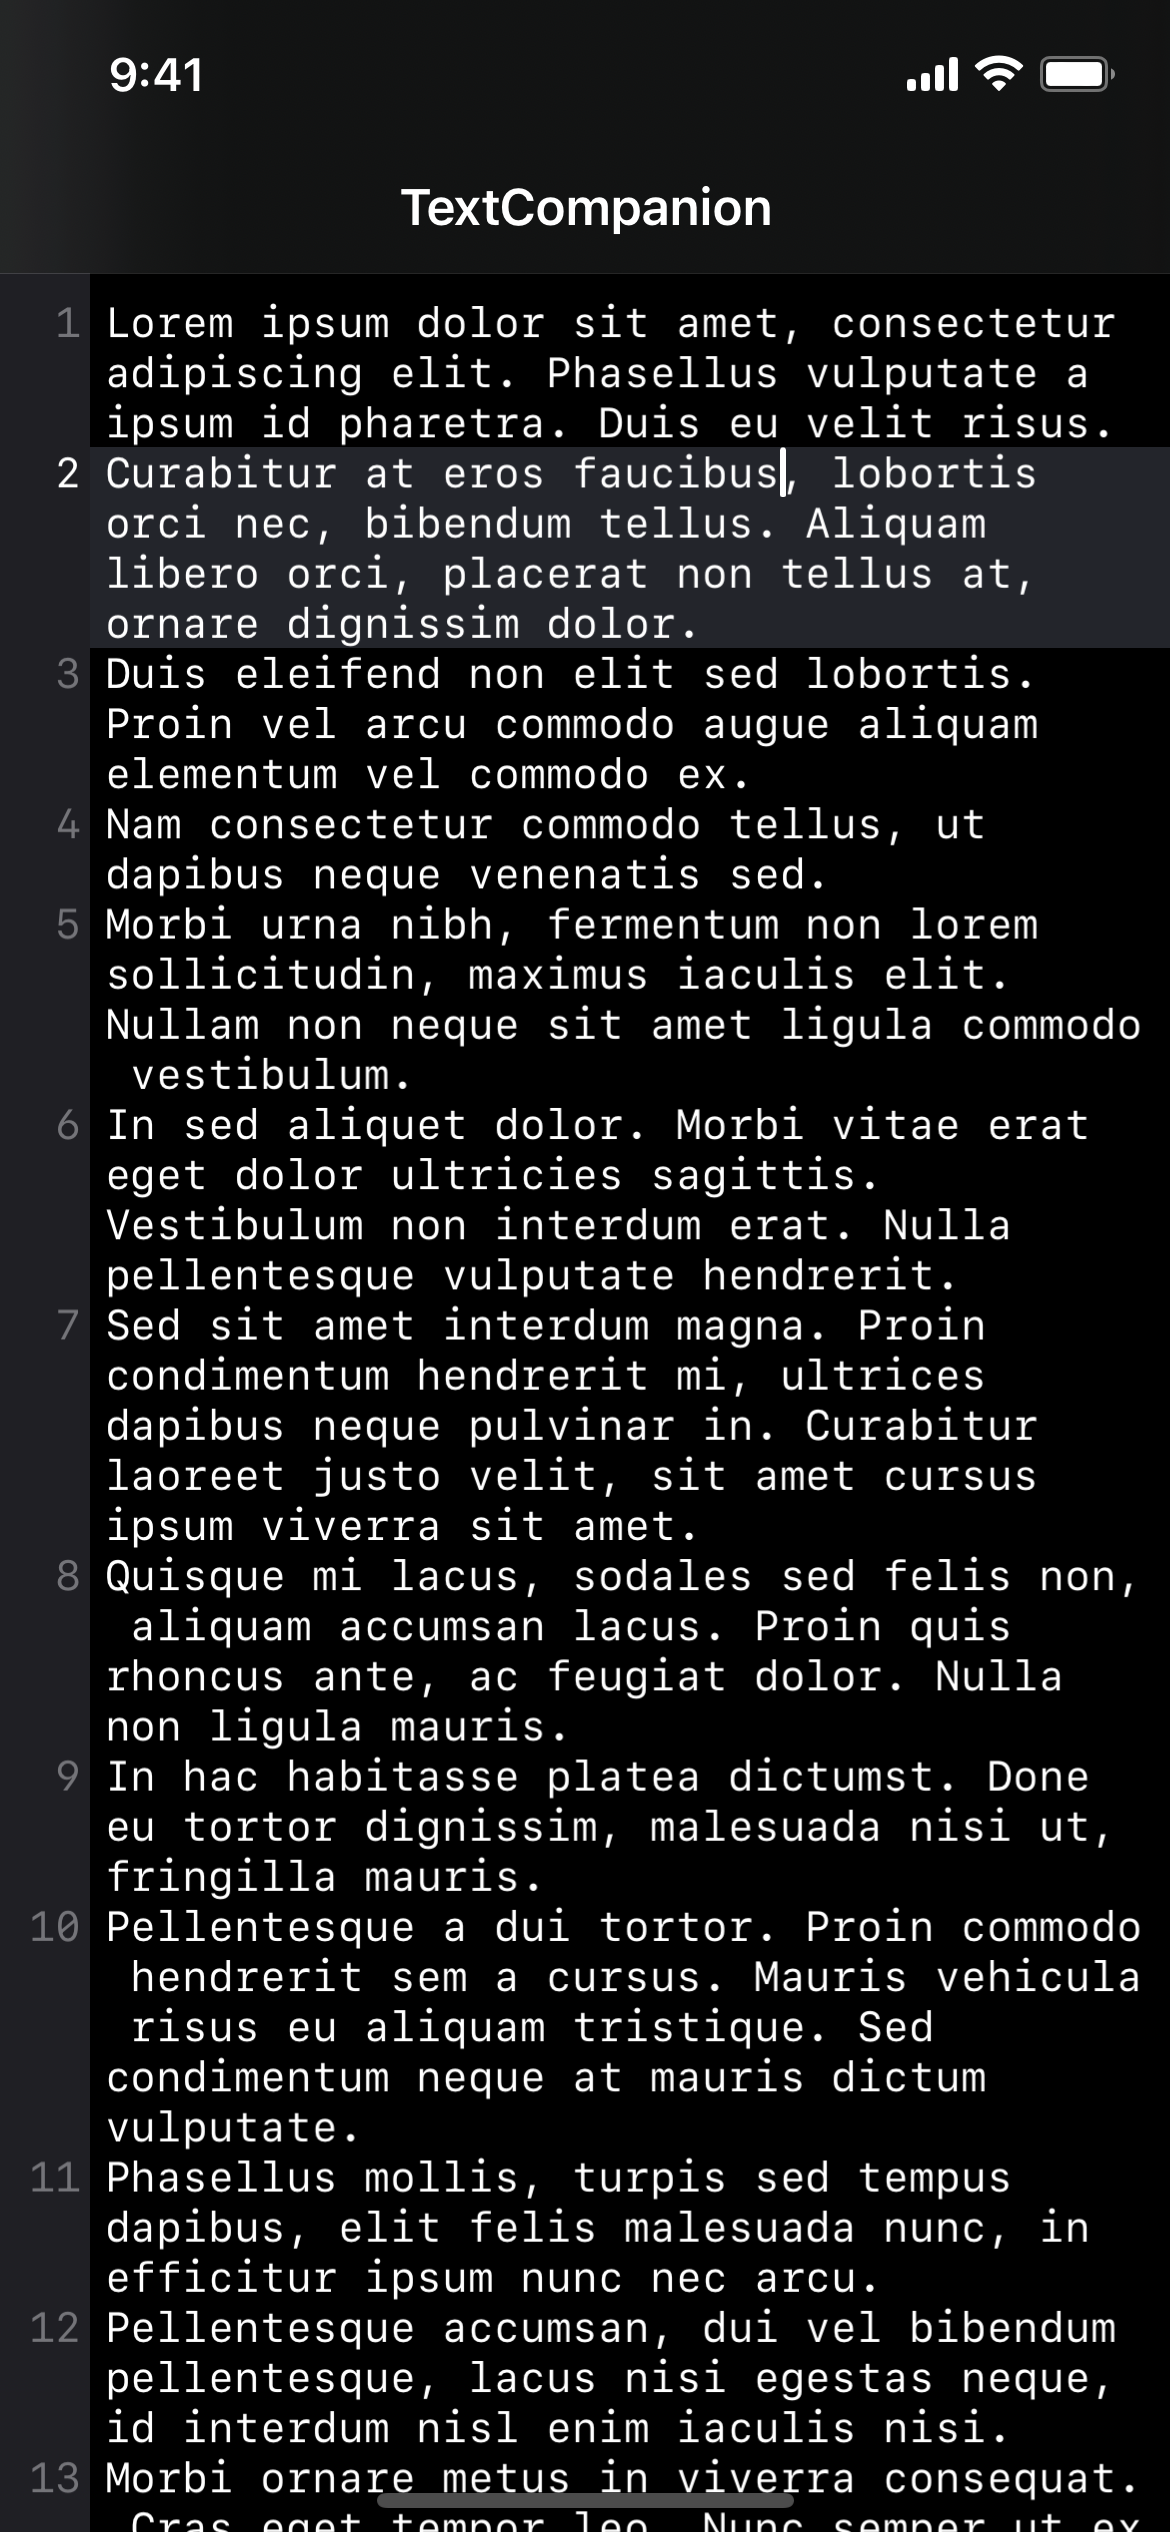 9:41
TextCompanion
1 Lorem ipsum dolor sit amet, consectetur
adipiscing elit. Phasellus vulputate a
ipsum id pharetra. Duis eu velit risus.
2 Curabitur at eros faucibus, lobortis
orci nec, bibendum tellus. Aliquam
libero orci, placerat non tellus at,
ornare dignissim dolor.
3 Duis eleifend non elit sed lobortis.
Proin vel arcu commodo augue aliquam
elementum vel commodo ex.
4 Nam consectetur commodo tellus, ut
dapibus neque venenatis sed.
5 Morbi urna nibh, fermentum non lorem
sollicitudin, maximus iaculis elit.
Nullam non neque sit amet ligula commodo
vestibulum.
6 In sed aliquet dolor. Morbi vitae erat
eget dolor ultricies sagittis.
Vestibulum non interdum erat. Nulla
pellentesque vulputate hendrerit.
7 Sed sit amet interdum magna. Proin
condimentum hendrerit mi, ultrices
dapibus neque pulvinar in. Curabitur
laoreet justo velit, sit amet cursus
ipsum viverra sit amet.
8 Quisque mi lacus, sodales sed felis non,
aliquam accumsan lacus. Proin quis
rhoncus ante, ac feugiat dolor. Nulla
non ligula mauris.
9 In hac habitasse platea dictumst. Done
eu tortor dignissim, malesuada nisi ut,
fringilla mauris.
10 Pellentesque a dui tortor. Proin commodo
hendrerit sem a cursus. Mauris vehicula
risus eu aliquam tristique. Sed
condimentum neque at mauris dictum
vulputate.
11 Phasellus mollis, turpis sed tempus
dapibus, elit felis malesuada nunc, in
efficitur ipsum nunc nec arcu.
12 Pellentesque accumsan, dui vel bibendum
pellentesque, lacus nisi egestas neque,
id interdum nisl enim iaculis nisi.
13 Morbi ornare metus in viverra consequat.
Cras eget tempor leo. Nunc semper ut ex